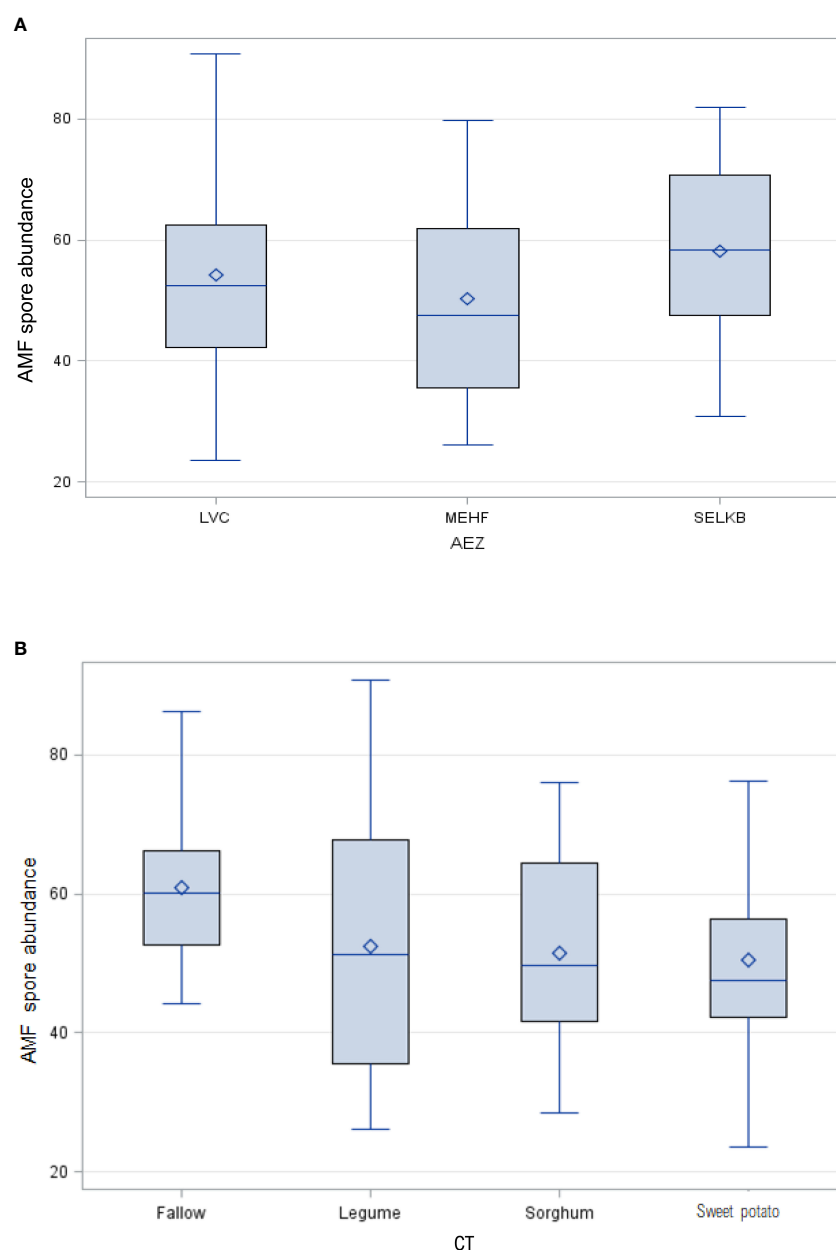 A
AMF spore abundance
80
60
40
20
LVC MEHF SELKB
AEZ
B
AMF spore abundance
80
60
40
20
Fallow Legume Sorghum Sweet potato
CT